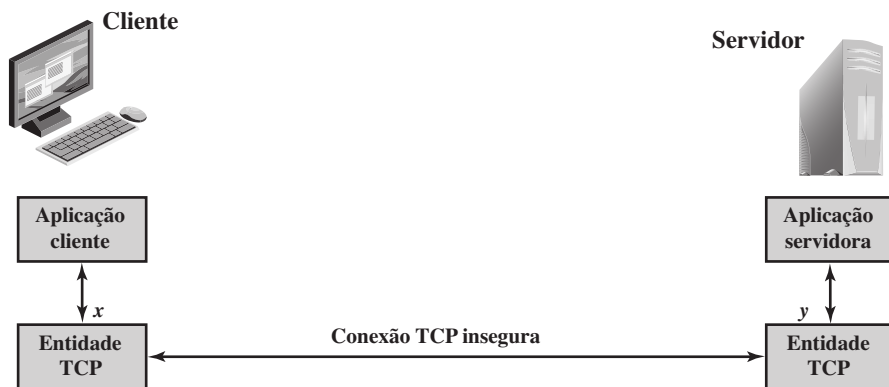 Cliente
Servidor
Aplicação
cliente
Aplicação
servidora
x
y
Entidade
TCP
Conexão TCP insegura
Entidade
TCP